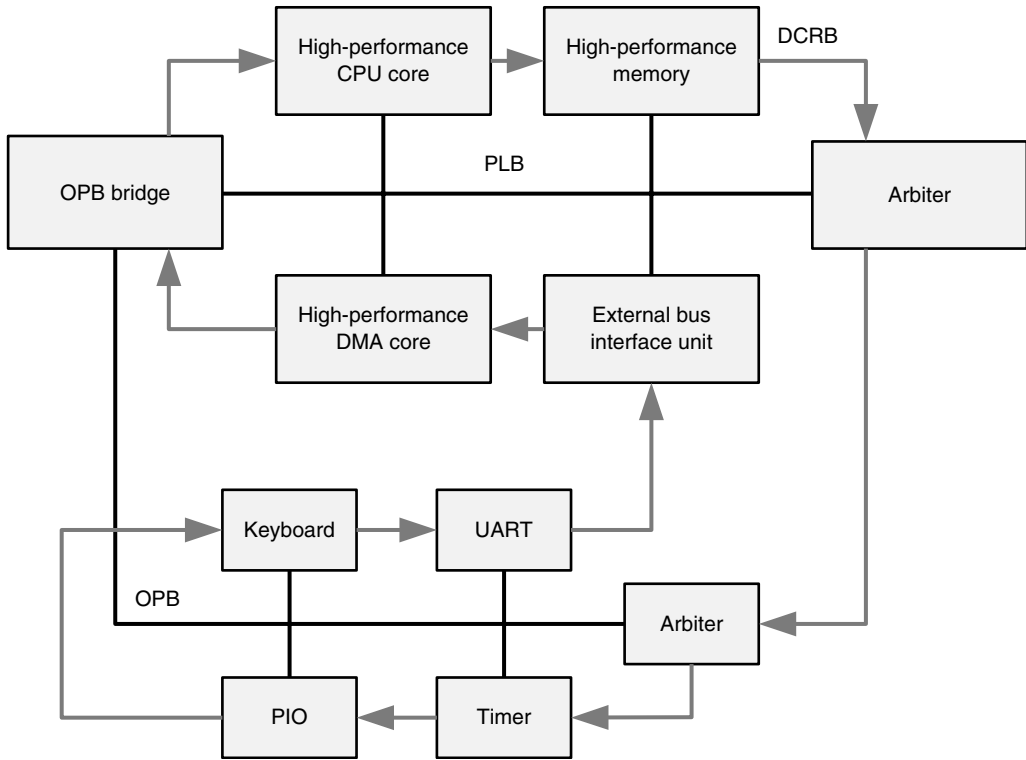 High-performance
CPU core
High-performance
memory
DCRB
OPB bridge
PLB
Arbiter
High-performance
DMA core
External bus
interface unit
Keyboard
UART
OPB
Arbiter
PIO
Timer